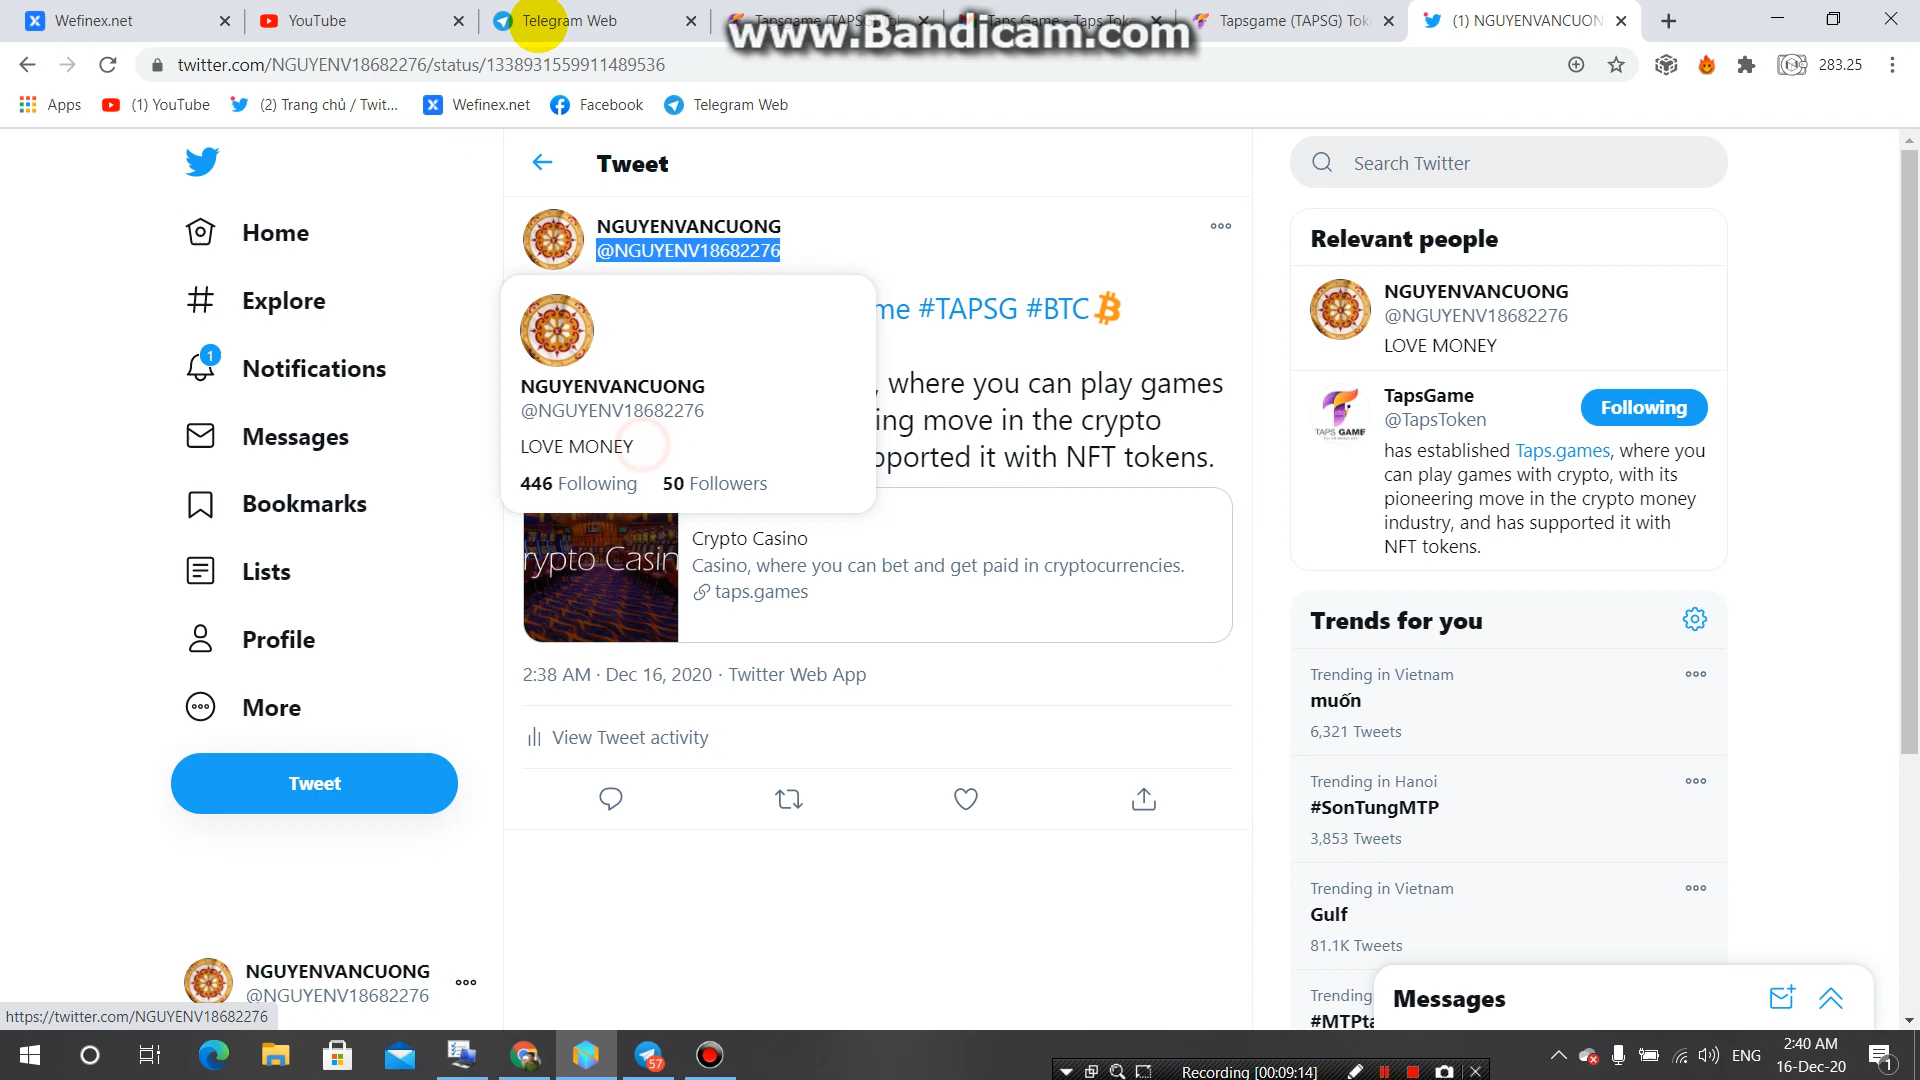 Wefinex.net
YouTube
Telegram Web
Tapsgame (TAPSG) Tok
Taps.Game - Taps Toke
Tapsgame (TAPSG) Tok
(1) NGUYENVANCUON
www.Bandicam.com
twitter.com/NGUYENV18682276/status/1338931559911489536
283.25
Apps
(1) YouTube
(2) Trang chủ / Twit...
Wefinex.net
Facebook
Telegram Web
Home
Explore
1
Notifications
Messages
Bookmarks
Lists
Profile
More
Tweet
NGUYENVANCUONG
@NGUYENV18682276
https://twitter.com/NGUYENV18682276
Tweet
NGUYENVANCUONG
@NGUYENV18682276
me #TAPSG #BTC
, where you can play games
ing move in the crypto
pported it with NFT tokens.
NGUYENVANCUONG
@NGUYENV18682276
LOVE MONEY
446 Following 50 Followers
rypto Casin
Crypto Casino
Casino, where you can bet and get paid in cryptocurrencies.
taps.games
2:38 AM · Dec 16, 2020 · Twitter Web App
View Tweet activity
Search Twitter
Relevant people
NGUYENVANCUONG
@NGUYENV18682276
LOVE MONEY
TAPS GAME
TapsGame
@TapsToken
Following
has established Taps.games, where you
can play games with crypto, with its
pioneering move in the crypto money
industry, and has supported it with
NFT tokens.
Trends for you
Trending in Vietnam
muốn
6,321 Tweets
Trending in Hanoi
#SonTungMTP
3,853 Tweets
Trending in Vietnam
Gulf
81.1K Tweets
Trending
#MTPta
Messages
57
Recording [00:09:14]
ENG
2:40 AM
16-Dec-20
1